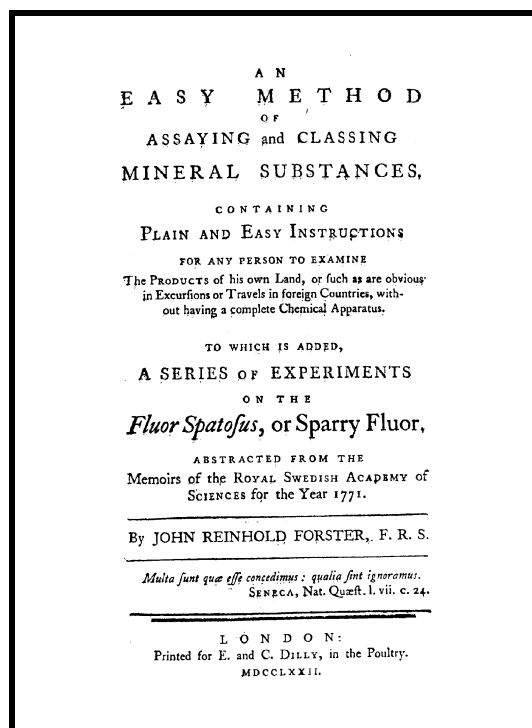 AN
EASY METHOD
OF
ASSAYING and CLASSING
MINERAL SUBSTANCES,
CONTAINING
PLAIN AND EASY INSTRUCTIONS
FOR ANY PERSON TO EXAMINE
The PRODUCTS of his own Land, or ſuch as are obvious
in Excurſions or Travels in foreign Countries, with-
out having a complete Chemical Apparatus.
TO WHICH IS ADDED,
A SERIES OF EXPERIMENTS
ON THE
Fluor Spatoſus, or Sparry Fluor,
ABSTRACTED FROM THE
Memoirs of the ROYAL SWEDISH ACADEMY of
SCIENCES for the Year 1771.
By JOHN REINHOLD FORSTER, F. R. S.
Multa ſunt quæ eſſe concedimus: qualia ſint ignoramus.
SENECA, Nat. Quæſt. l. vii. c. 24.
LONDON:
Printed for E. and C. DILLY, in the Poultry.
MDCCLXXII.